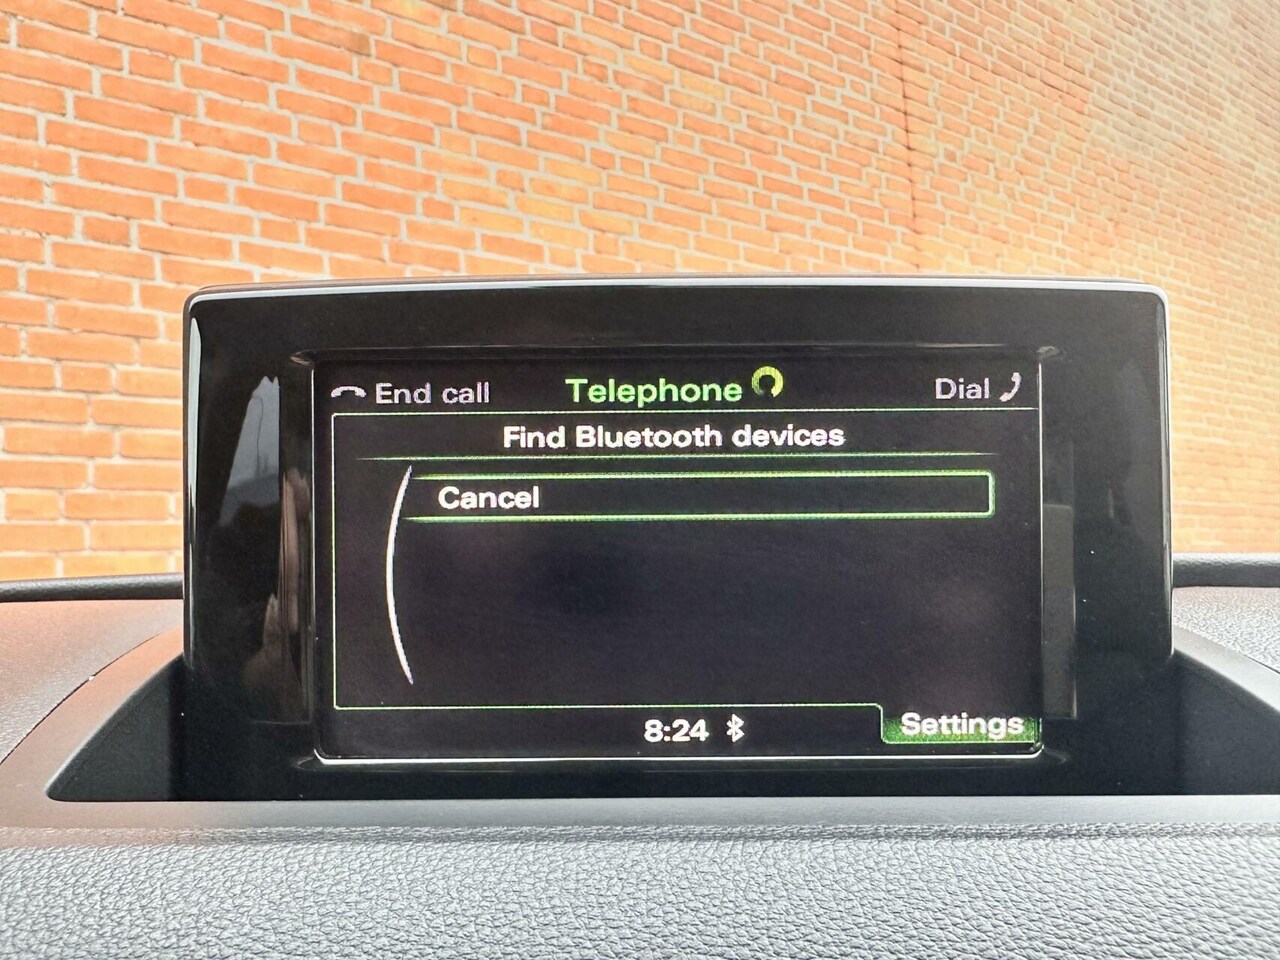 End call Telephone Dial
Find Bluetooth devices
Cancel
8:24 Settings